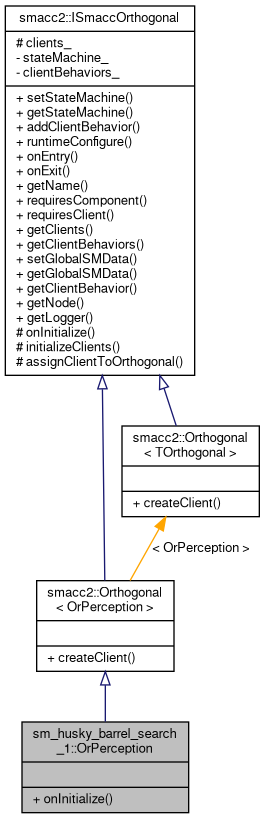 smacc2::ISmaccOrthogonal
# clients_
- stateMachine_
- clientBehaviors_
+ setStateMachine()
+ getStateMachine()
+ addClientBehavior()
+ runtimeConfigure()
+ onEntry()
+ onExit()
+ getName()
+ requiresComponent()
+ requiresClient()
+ getClients()
+ getClientBehaviors()
+ setGlobalSMData()
+ getGlobalSMData()
+ getClientBehavior()
+ getNode()
+ getLogger()
# onInitialize()
# initializeClients()
# assignClientToOrthogonal()
smacc2::Orthogonal
< TOrthogonal >
+ createClient()
< OrPerception >
smacc2::Orthogonal
< OrPerception >
+ createClient()
sm_husky_barrel_search
_1::OrPerception
+ onInitialize()